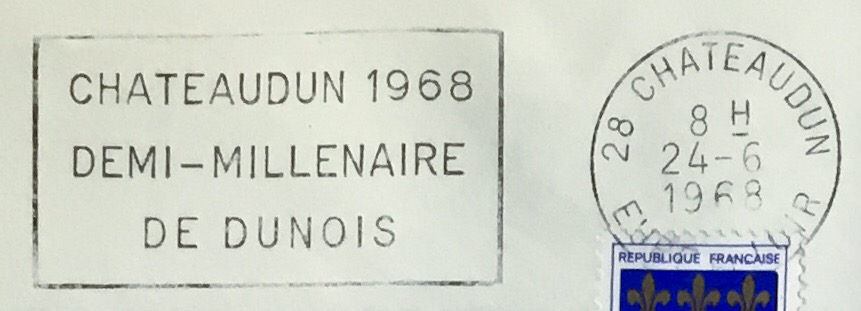 CHATEAUDUN 1968
DEMI-MILLENAIRE
DE DUNOIS
28 CHATEAUDUN
8 H
24-6
1968
REPUBLIQUE FRANCAISE